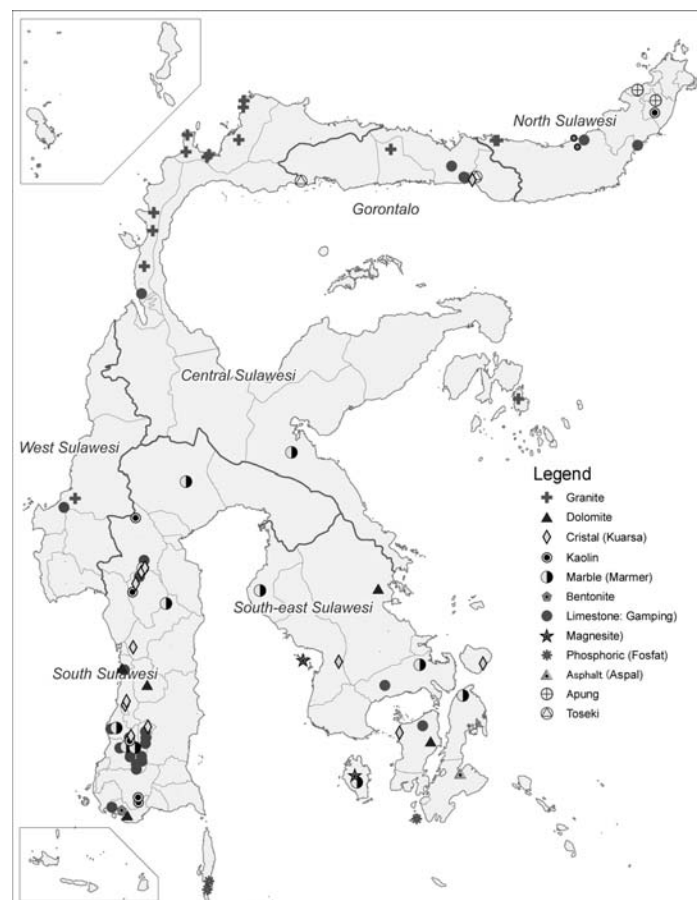 North Sulawesi
Gorontalo
Central Sulawesi
West Sulawesi
South-east Sulawesi
South Sulawesi
Legend
Granite
Dolomite
Cristal (Kuarsa)
Kaolin
Marble (Marmer)
Bentonite
Limestone: Gamping)
Magnesite)
Phosphoric (Fosfat)
Asphalt (Aspal)
Apung
Toseki